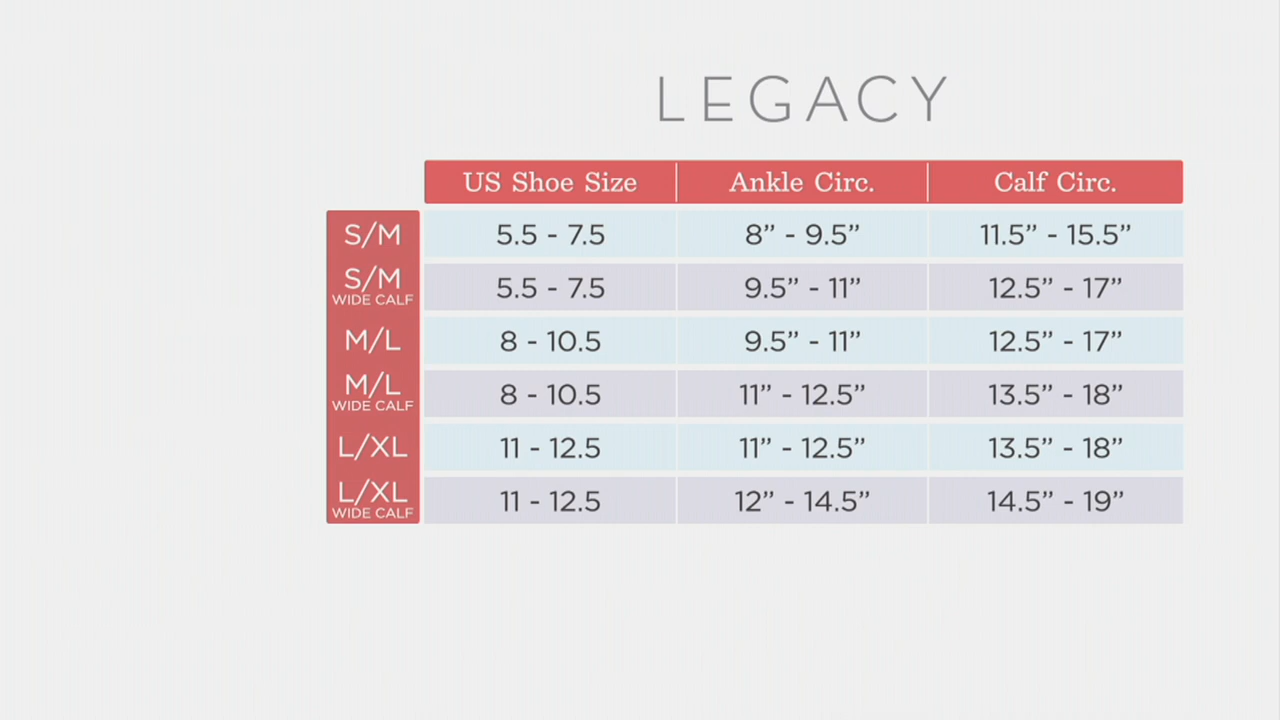 LEGACY
US Shoe Size Ankle Circ. Calf Circ.
S/M 5.5 - 7.5 8” - 9.5” 11.5” - 15.5”
S/M WIDE CALF 5.5 - 7.5 9.5” - 11” 12.5” - 17”
M/L 8 - 10.5 9.5” - 11” 12.5” - 17”
M/L WIDE CALF 8 - 10.5 11” - 12.5” 13.5” - 18”
L/XL 11 - 12.5 11” - 12.5” 13.5” - 18”
L/XL WIDE CALF 11 - 12.5 12” - 14.5” 14.5” - 19”